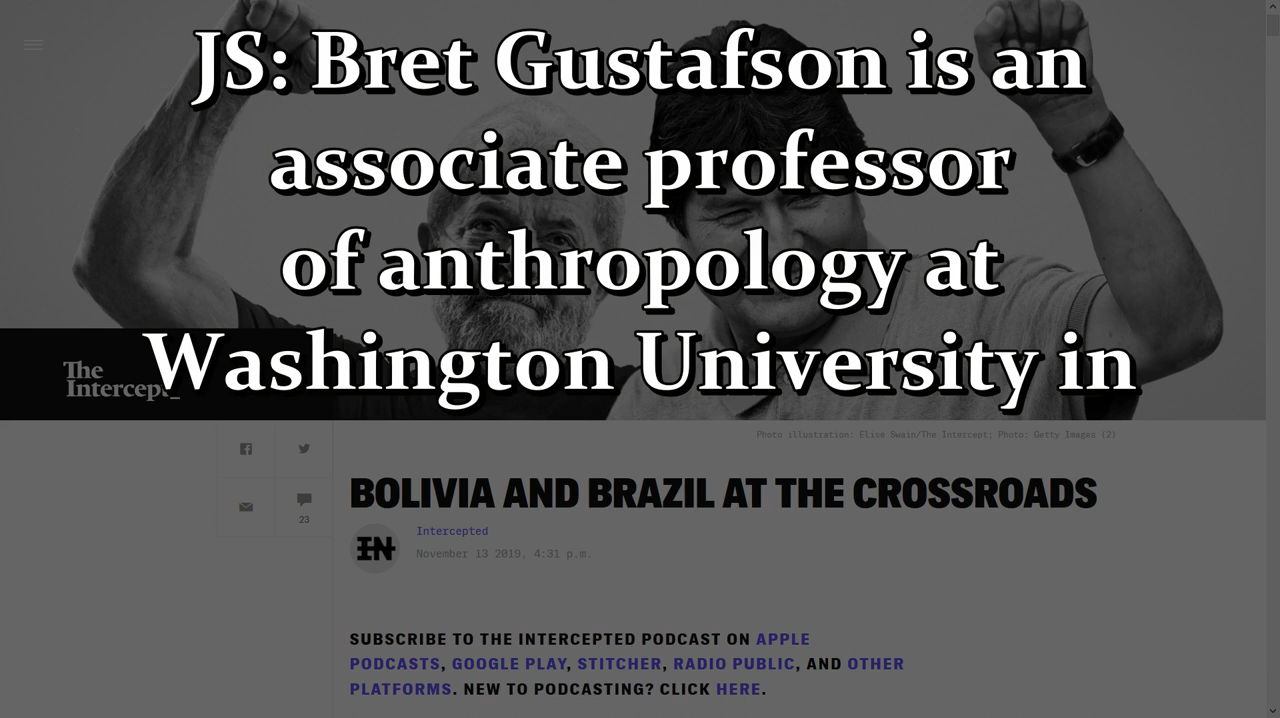 JS: Bret Gustafson is an
associate professor
of anthropology at
Washington University in
The
Intercept_
Photo illustration: Elise Swain/The Intercept; Photo: Getty Images (2)
23
BOLIVIA AND BRAZIL AT THE CROSSROADS
IN
Intercepted
November 13 2019, 4:31 p.m.
SUBSCRIBE TO THE INTERCEPTED PODCAST ON APPLE
PODCASTS, GOOGLE PLAY, STITCHER, RADIO PUBLIC, AND OTHER
PLATFORMS. NEW TO PODCASTING? CLICK HERE.